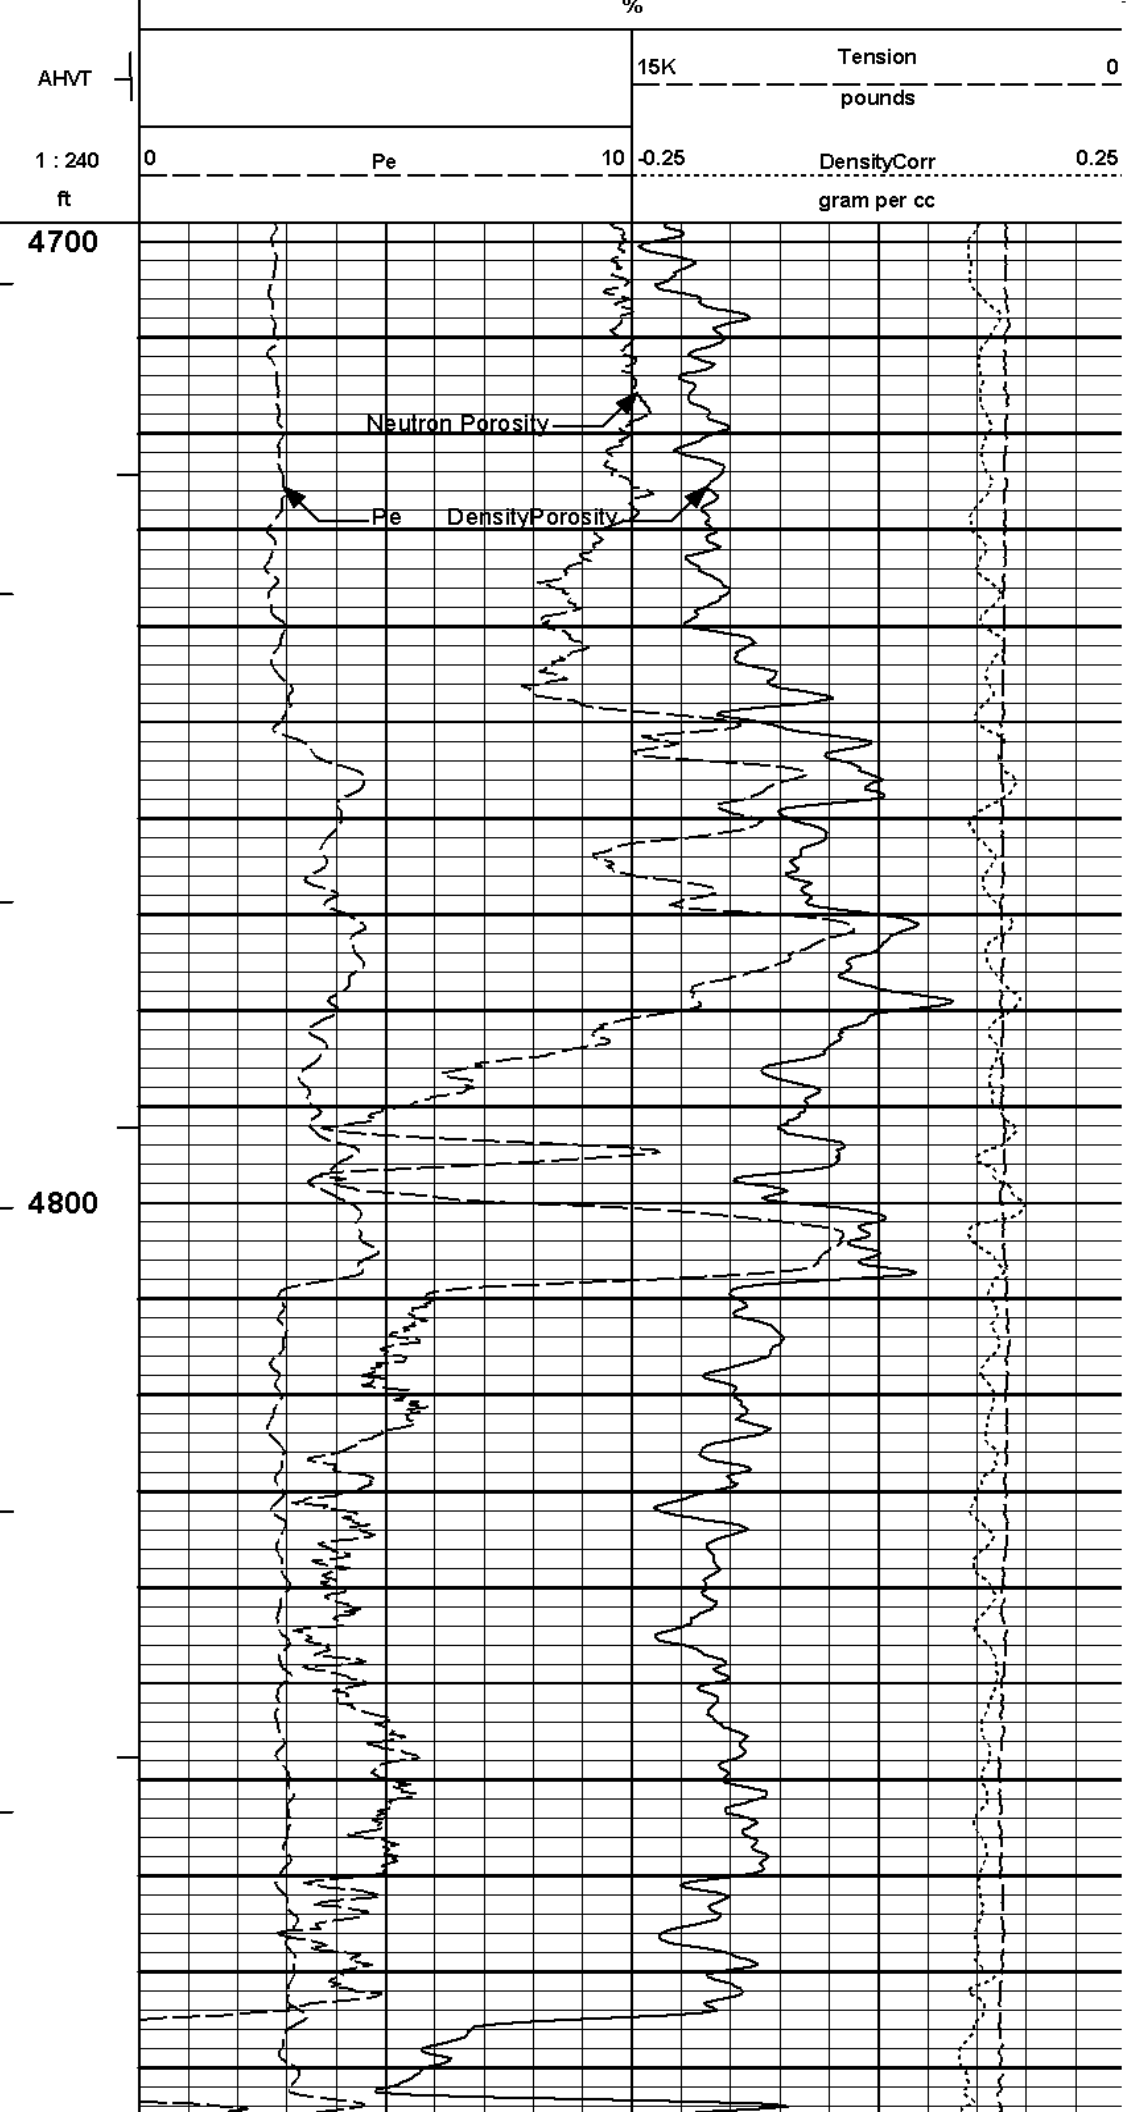 %
AHVT
15K Tension 0
pounds
1 : 240 0 Pe 10 -0.25 DensityCorr 0.25
ft gram per cc
4700
Neutron Porosity
Pe DensityPorosity
4800